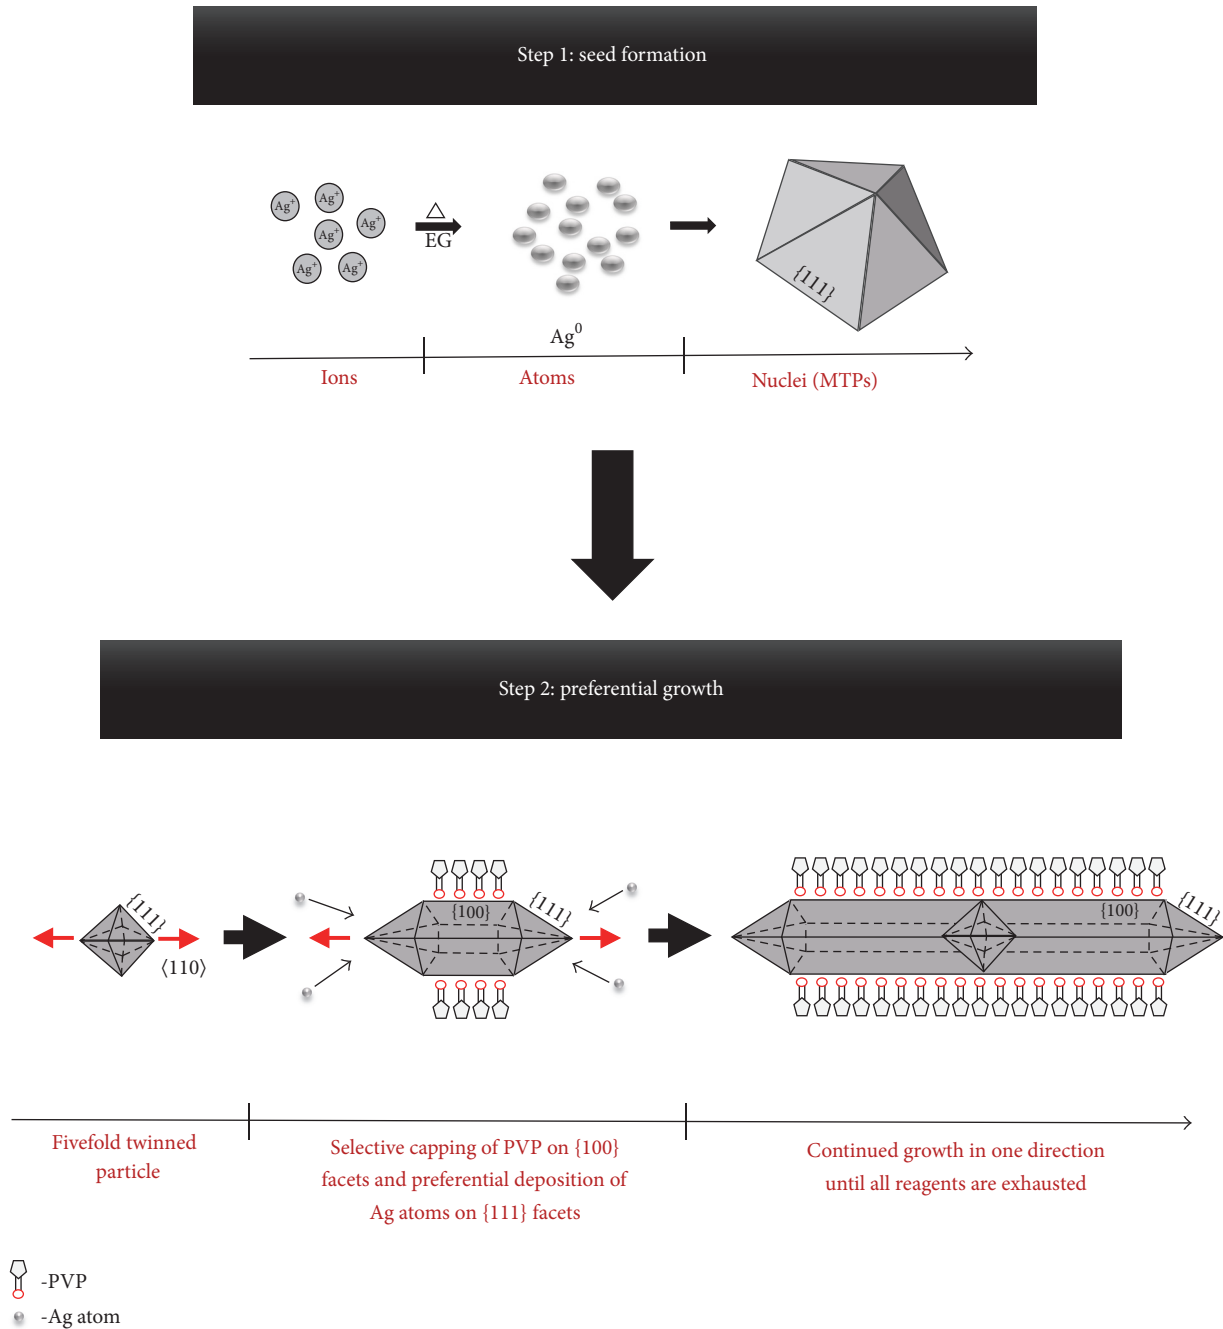 Step 1: seed formation
Ag⁺
Ag⁺
Ag⁺
Ag⁺
Ag⁺
Ag⁺
△
EG
{111}
Ag⁰
Ions
Atoms
Nuclei (MTPs)
Step 2: preferential growth
{111}
⟨110⟩
{100}
{111}
{100}
{111}
Fivefold twinned
particle
Selective capping of PVP on {100}
facets and preferential deposition of
Ag atoms on {111} facets
Continued growth in one direction
until all reagents are exhausted
-PVP
-Ag atom